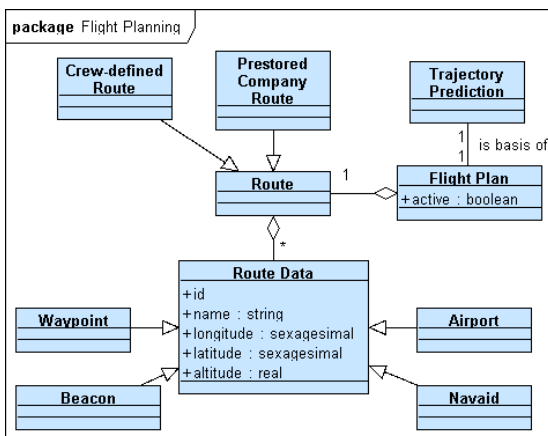 package Flight Planning
Crew-defined
Route
Prestored
Company
Route
Trajectory
Prediction
1
1
is basis of
Route
1
Flight Plan
+active : boolean
*
Route Data
+id
+name : string
+longitude : sexagesimal
+latitude : sexagesimal
+altitude : real
Waypoint
Airport
Beacon
Navaid